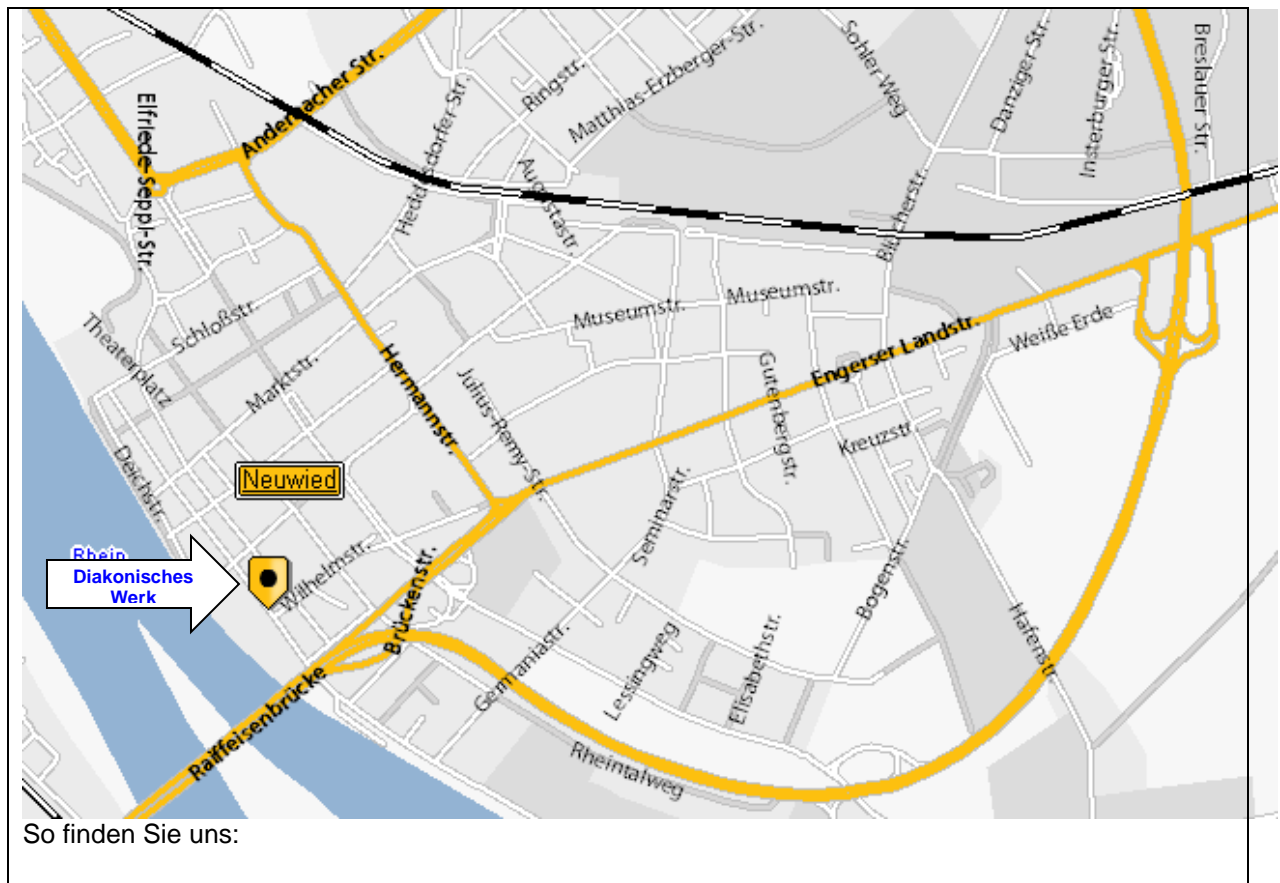 Elfriede-Seppi-Str.
Andernacher Str.
Heddesdorfer-Str.
Ringstr.
Matthias-Erzberger-Str.
Sohler Weg
Danziger Str.
Insterburger Str.
Breslauer Str.
Augustastr.
Blücherstr.
Theaterplatz
Schloßstr.
Marktstr.
Hermannstr.
Museumstr.
Museumstr.
Engerser Landstr.
Weiße Erde
Julius-Remy-Str.
Gutenbergstr.
Kreuzstr.
Deichstr.
Neuwied
Seminarstr.
Rhein
Diakonisches
Werk
Wilhelmstr.
Brückenstr.
Bogenstr.
Hafenstr.
Germaniastr.
Lessingweg
Elisabethstr.
Raiffeisenbrücke
Rheintalweg
So finden Sie uns: